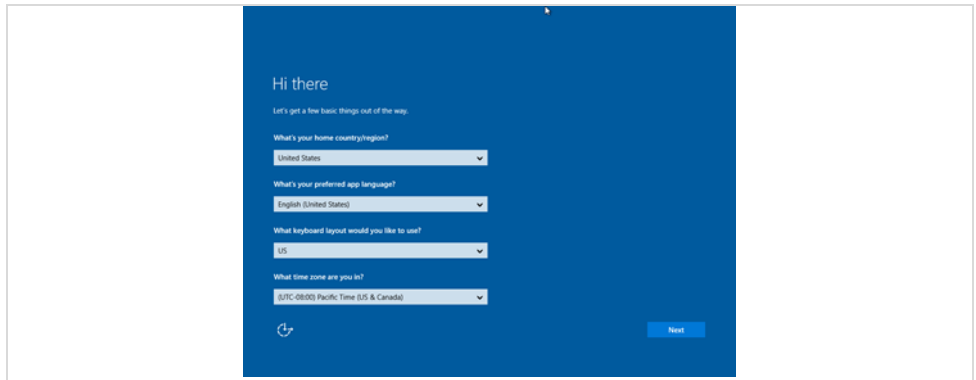 Hi there
Let's get a few basic things out of the way.
What's your home country/region?
United States
What's your preferred app language?
English (United States)
What keyboard layout would you like to use?
US
What time zone are you in?
(UTC-08:00) Pacific Time (US & Canada)
Next